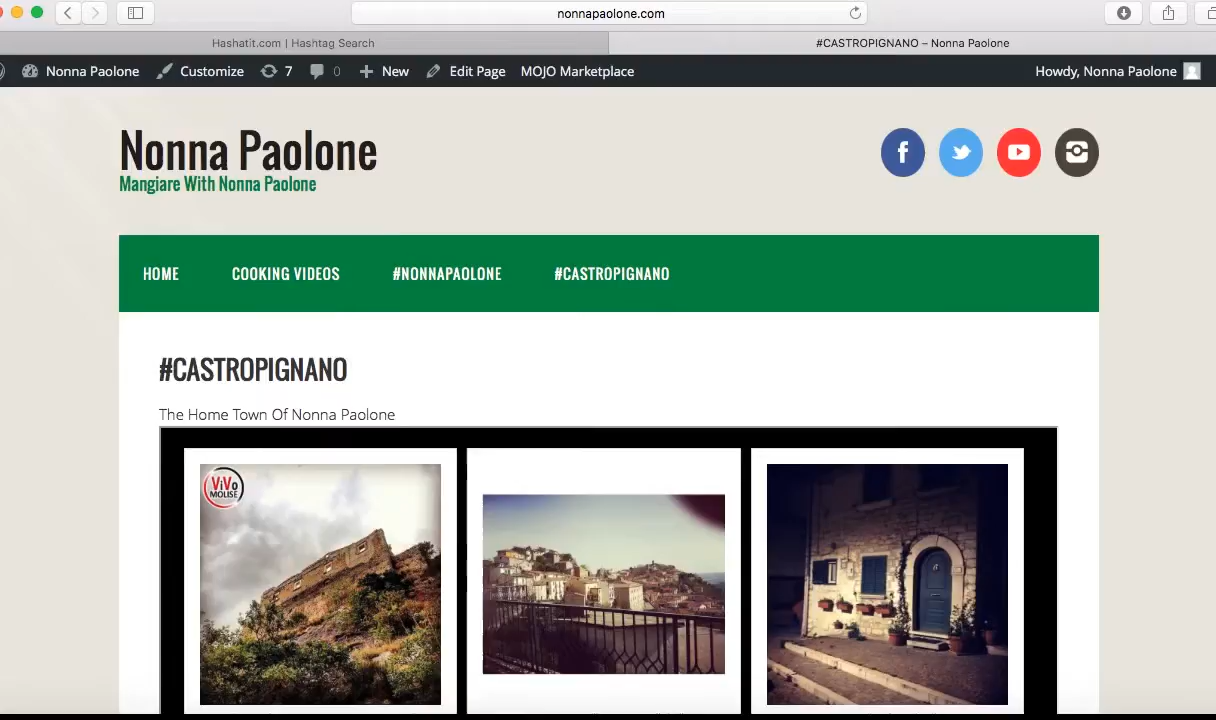 nonnapaolone.com
Hashatit.com | Hashtag Search
#CASTROPIGNANO – Nonna Paolone
Nonna Paolone
Customize
7
0
New
Edit Page
MOJO Marketplace
Howdy, Nonna Paolone
Nonna Paolone
Mangiare With Nonna Paolone
HOME
COOKING VIDEOS
#NONNAPAOLONE
#CASTROPIGNANO
#CASTROPIGNANO
The Home Town Of Nonna Paolone
ViVo
MOLISE